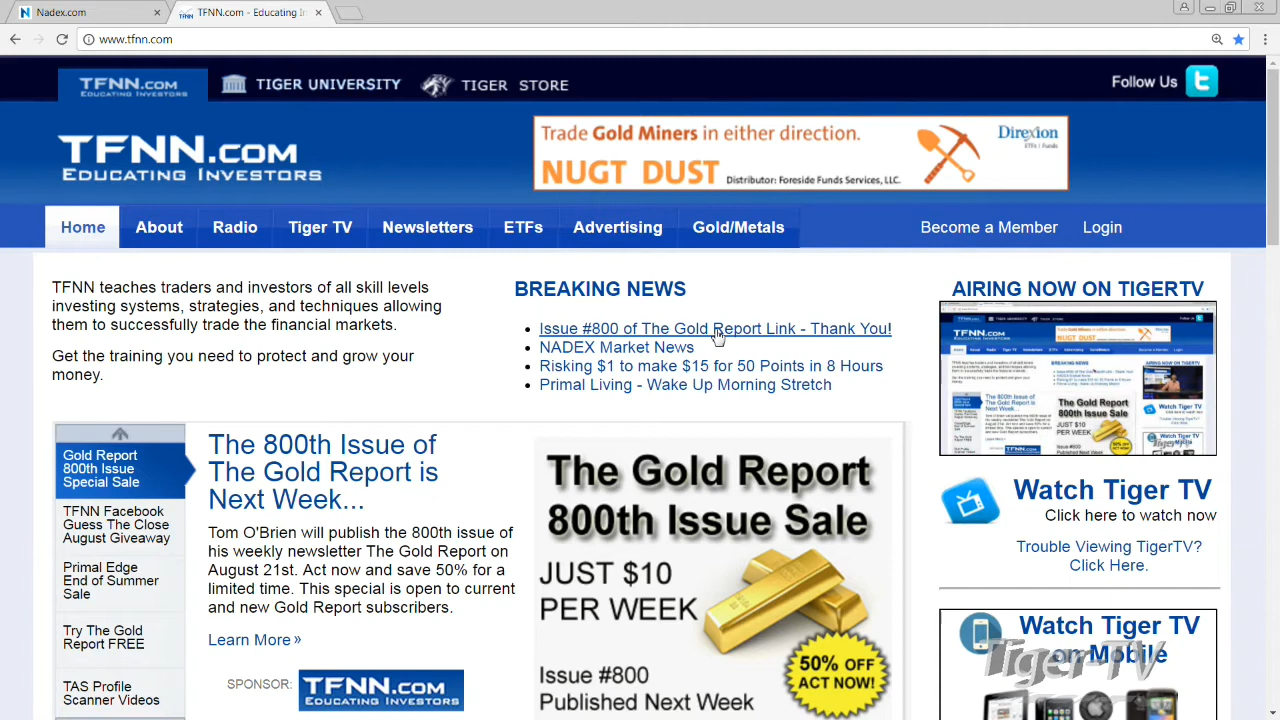 Nadex.com
TFNN.com - Educating In
www.tfnn.com
TFNN.COM
EDUCATING INVESTORS
TIGER UNIVERSITY
TIGER STORE
Follow Us
TFNN.COM
EDUCATING INVESTORS
Trade Gold Miners in either direction.
NUGT DUST
Distributor: Foreside Funds Services, LLC.
Direxion
ETFs | Funds
Home
About
Radio
Tiger TV
Newsletters
ETFs
Advertising
Gold/Metals
Become a Member
Login
TFNN teaches traders and investors of all skill levels
investing systems, strategies, and techniques allowing
them to successfully trade the financial markets.
Get the training you need to protect and grow your
money.
BREAKING NEWS
Issue #800 of The Gold Report Link - Thank You!
NADEX Market News
Risking $1 to make $15 for 50 Points in 8 Hours
Primal Living - Wake Up Morning Stretch
AIRING NOW ON TIGERTV
Gold Report
800th Issue
Special Sale
TFNN Facebook
Guess The Close
August Giveaway
Primal Edge
End of Summer
Sale
Try The Gold
Report FREE
TAS Profile
Scanner Videos
The 800th Issue of
The Gold Report is
Next Week...
Tom O'Brien will publish the 800th issue of
his weekly newsletter The Gold Report on
August 21st. Act now and save 50% for a
limited time. This special is open to current
and new Gold Report subscribers.
Learn More »
SPONSOR:
TFNN.COM
EDUCATING INVESTORS
The Gold Report
800th Issue Sale
JUST $10
PER WEEK
Issue #800
Published Next Week
50% OFF
ACT NOW!
Watch Tiger TV
Click here to watch now
Trouble Viewing TigerTV?
Click Here.
Watch Tiger TV
on Mobile
Tiger-TV